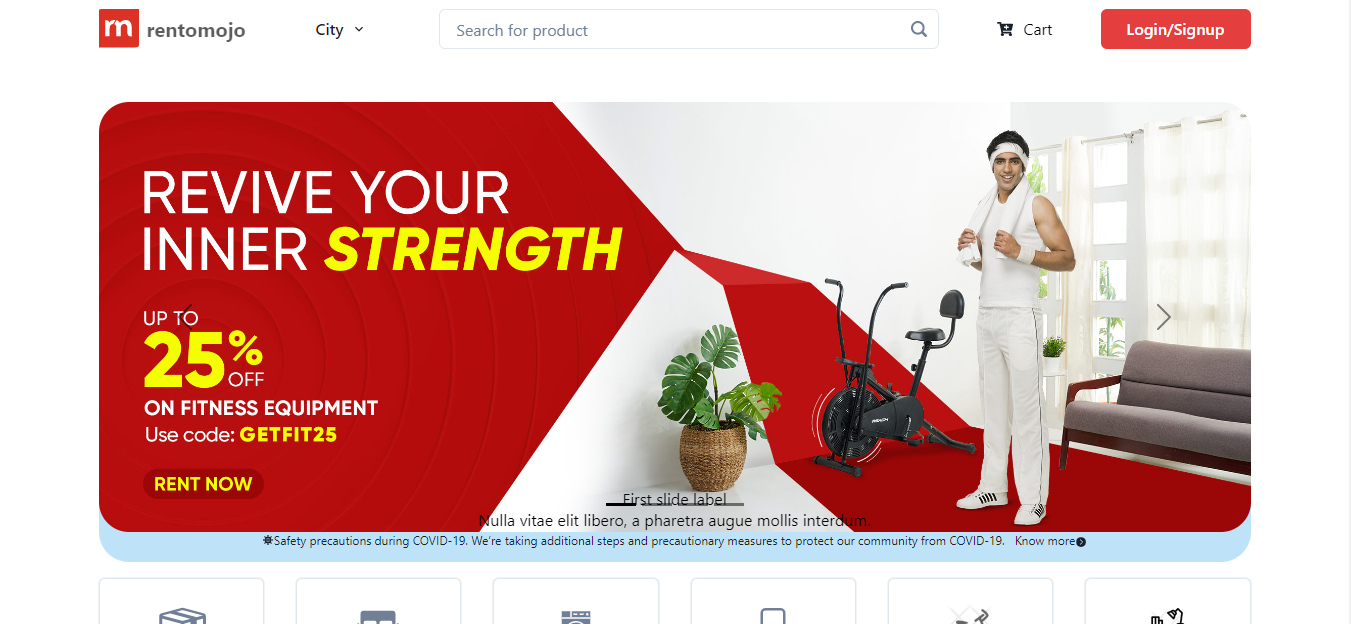 rn rentomojo
City
Search for product
Cart
Login/Signup
REVIVE YOUR
INNER STRENGTH
UP TO
25%
OFF
ON FITNESS EQUIPMENT
Use code: GETFIT25
RENT NOW
First slide label
Nulla vitae elit libero, a pharetra augue mollis interdum.
Safety precautions during COVID-19. We’re taking additional steps and precautionary measures to protect our community from COVID-19. Know more